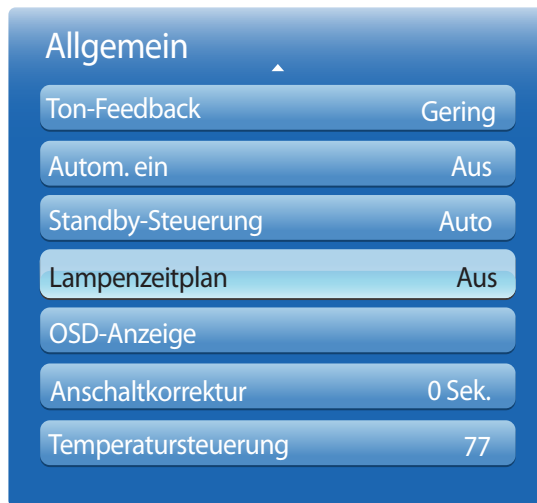 Allgemein
Ton-Feedback Gering
Autom. ein Aus
Standby-Steuerung Auto
Lampenzeitplan Aus
OSD-Anzeige
Anschaltkorrektur 0 Sek.
Temperatursteuerung 77